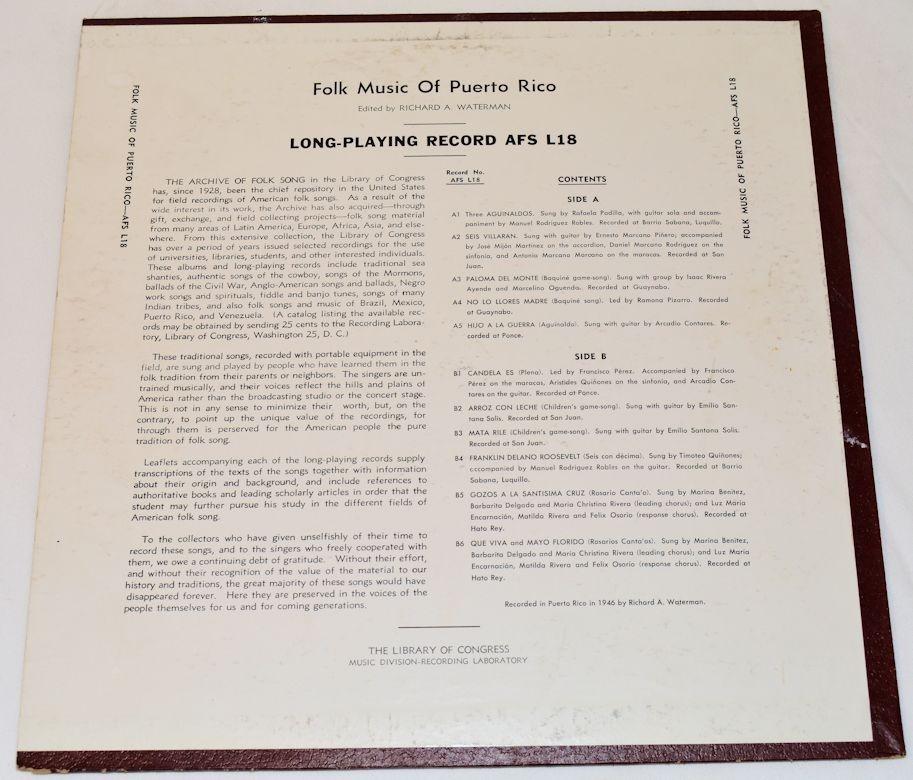 Folk Music Of Puerto Rico
Edited by RICHARD A. WATERMAN
LONG-PLAYING RECORD AFS L18
FOLK MUSIC OF PUERTO RICO—AFS L18
THE ARCHIVE OF FOLK SONG in the Library of Congress
has, since 1928, been the chief repository in the United States
for field recordings of American folk songs. As a result of the
wide interest in its work, the Archive has also acquired—through
gift, exchange, and field collecting projects—folk song material
from many areas of Latin America, Europe, Africa, Asia, and else-
where. From this extensive collection, the Library of Congress
has over a period of years issued selected recordings for the use
of universities, libraries, students, and other interested individuals.
These albums and long-playing records include traditional sea
shanties, authentic songs of the cowboy, songs of the Mormons,
ballads of the Civil War, Anglo-American songs and ballads, Negro
work songs and spirituals, fiddle and banjo tunes, songs of many
Indian tribes, and also folk songs and music of Brazil, Mexico,
Puerto Rico, and Venezuela. (A catalog listing the available rec-
ords may be obtained by sending 25 cents to the Recording Labora-
tory, Library of Congress, Washington 25, D. C.)
These traditional songs, recorded with portable equipment in the
field, are sung and played by people who have learned them in the
folk tradition from their parents or neighbors. The singers are un-
trained musically, and their voices reflect the hills and plains of
America rather than the broadcasting studio or the concert stage.
This is not in any sense to minimize their worth, but, on the
contrary, to point up the unique value of the recordings, for
through them is perserved for the American people the pure
tradition of folk song.
Leaflets accompanying each of the long-playing records supply
transcriptions of the texts of the songs together with information
about their origin and background, and include references to
authoritative books and leading scholarly articles in order that the
student may further pursue his study in the different fields of
American folk song.
To the collectors who have given unselfishly of their time to
record these songs, and to the singers who freely cooperated with
them, we owe a continuing debt of gratitude. Without their effort,
and without their recognition of the value of the material to our
history and traditions, the great majority of these songs would have
disappeared forever. Here they are preserved in the voices of the
people themselves for us and for coming generations.
Record No.
AFS L18
CONTENTS
SIDE A
A1 Three AGUINALDOS. Sung by Rafaela Padilla, with guitar solo and accom-
paniment by Manuel Rodriguez Robles. Recorded at Barrio Sabana, Luquillo.
A2 SEIS VILLARAN. Sung with guitar by Ernesto Marcano Piñero; accompanied
by José Mijón Martinez on the accordion, Daniel Marcano Rodriguez on the
sinfonia, and Antonia Marcano Marcano on the maracas. Recorded at San
Juan.
A3 PALOMA DEL MONTE (Baquiné game-song). Sung with group by Isaac Rivera
Ayende and Marcelino Oguendo. Recorded at Guaynabo.
A4 NO LO LLORES MADRE (Baquiné song). Led by Ramona Pizarro. Recorded
at Guaynabo.
A5 HIJO A LA GUERRA (Aguinaldo). Sung with guitar by Arcadio Contares. Re-
corded at Ponce.
SIDE B
B1 CANDELA ES (Plena). Led by Francisco Pérez. Accompanied by Francisco
Pérez on the maracas, Aristides Quiñones on the sinfonia, and Arcadio Con-
tares on the guitar. Recorded at Ponce.
B2 ARROZ CON LECHE (Children's game-song). Sung with guitar by Emilio San-
tana Solis. Recorded at San Juan.
B3 MATA RILE (Children's game-song). Sung with guitar by Emilio Santana Solis.
Recorded at San Juan.
B4 FRANKLIN DELANO ROOSEVELT (Seis con décima). Sung by Timoteo Quiñones;
cccompanied by Manuel Rodriguez Robles on the guitar. Recorded at Barrio
Sabana, Luquillo.
B5 GOZOS A LA SANTISIMA CRUZ (Rosario Canta'o). Sung by Marina Benitez,
Barbarita Delgado and Maria Christina Rivera (leading chorus); and Luz Maria
Encarnación, Matilda Rivera and Felix Osorio (response chorus). Recorded at
Hato Rey.
B6 QUE VIVA and MAYO FLORIDO (Rosarios Canta'os). Sung by Marina Benitez,
Barbarita Delgado and Maria Christina Rivera (leading chorus); and Luz Maria
Encarnación, Matilda Rivera and Felix Osorio (response chorus). Recorded at
Hato Rey.
Recorded in Puerto Rico in 1946 by Richard A. Waterman.
FOLK MUSIC OF PUERTO RICO—AFS L18
THE LIBRARY OF CONGRESS
MUSIC DIVISION-RECORDING LABORATORY